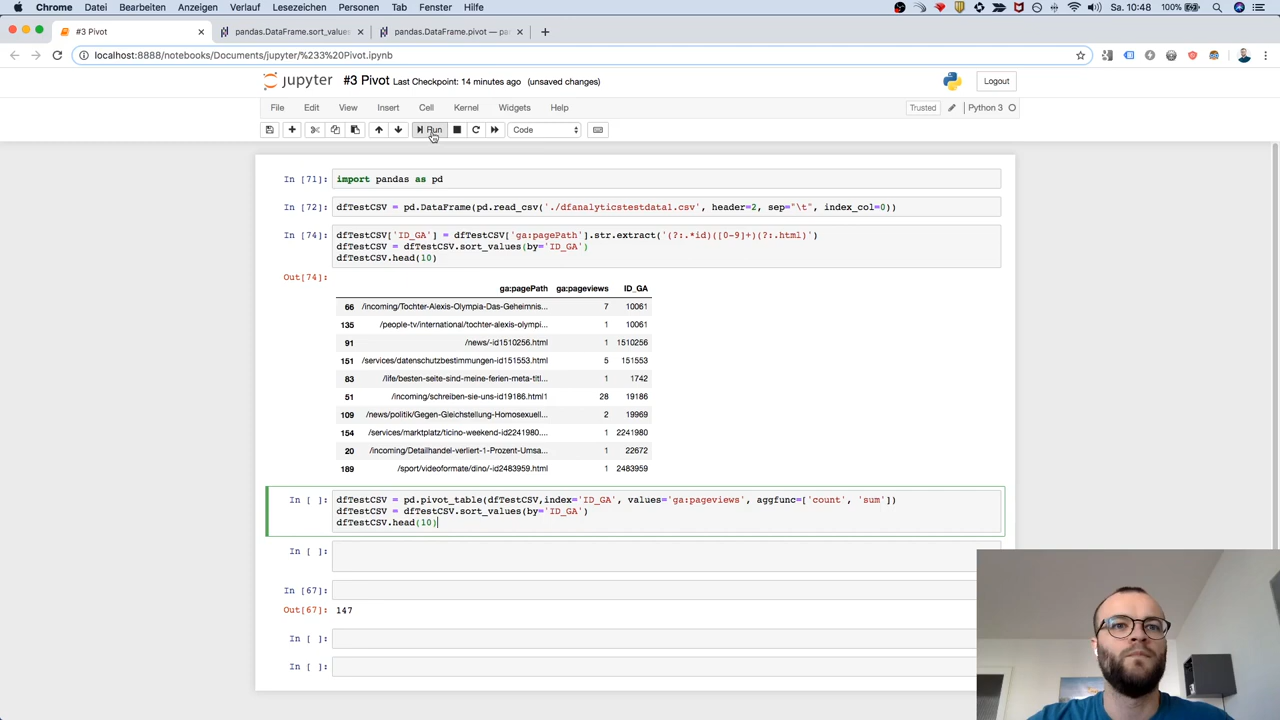 Chrome Datei Bearbeiten Anzeigen Verlauf Lesezeichen Personen Tab Fenster Hilfe Sa. 10:48 100%
#3 Pivot pandas.DataFrame.sort_values pandas.DataFrame.pivot — pa
localhost:8888/notebooks/Documents/jupyter/%233%20Pivot.ipynb
jupyter #3 Pivot Last Checkpoint: 14 minutes ago (unsaved changes) Logout
File Edit View Insert Cell Kernel Widgets Help Trusted Python 3
Run Code
In [71]: import pandas as pd
In [72]: dfTestCSV = pd.DataFrame(pd.read_csv('./dfanalyticstestdata1.csv', header=2, sep="\t", index_col=0))
In [74]: dfTestCSV['ID_GA'] = dfTestCSV['ga:pagePath'].str.extract('(?:.*id)([0-9]+)(?:.html)')
dfTestCSV = dfTestCSV.sort_values(by='ID_GA')
dfTestCSV.head(10)
Out[74]:
ga:pagePath ga:pageviews ID_GA
66 /incoming/Tochter-Alexis-Olympia-Das-Geheimnis... 7 10061
135 /people-tv/international/tochter-alexis-olympi... 1 10061
91 /news/-id1510256.html 1 1510256
151 /services/datenschutzbestimmungen-id151553.html 5 151553
83 /life/besten-seite-sind-meine-ferien-meta-titl... 1 1742
51 /incoming/schreiben-sie-uns-id19186.html1 28 19186
109 /news/politik/Gegen-Gleichstellung-Homosexuell... 2 19969
154 /services/marktplatz/ticino-weekend-id2241980.... 1 2241980
20 /incoming/Detailhandel-verliert-1-Prozent-Umsa... 1 22672
189 /sport/videoformate/dino/-id2483959.html 1 2483959
In [ ]: dfTestCSV = pd.pivot_table(dfTestCSV,index='ID_GA', values='ga:pageviews', aggfunc=['count', 'sum'])
dfTestCSV = dfTestCSV.sort_values(by='ID_GA')
dfTestCSV.head(10)
In [ ]:
In [67]:
Out[67]: 147
In [ ]:
In [ ]: